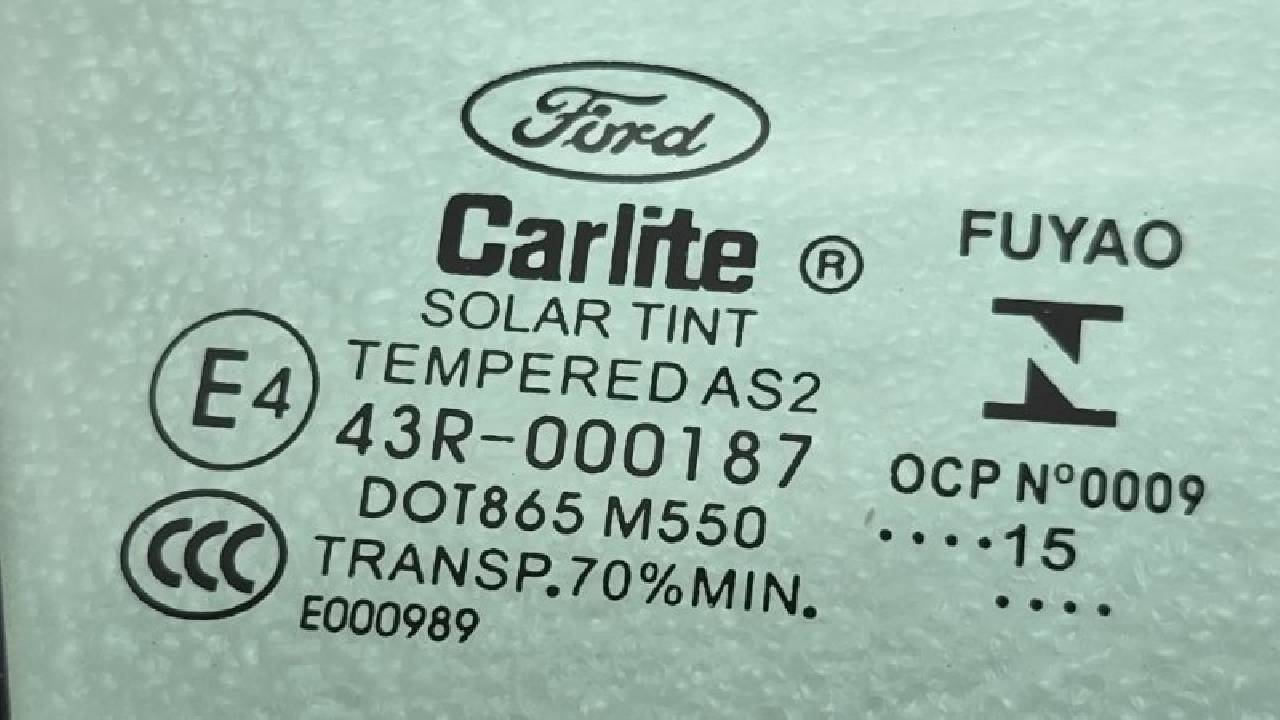 Ford
Carlite ®
SOLAR TINT
TEMPERED AS2
43R-000187
DOT865 M550
TRANSP.70%MIN.
E000989
E4
CCC
FUYAO
OCP Nº0009
....15
....